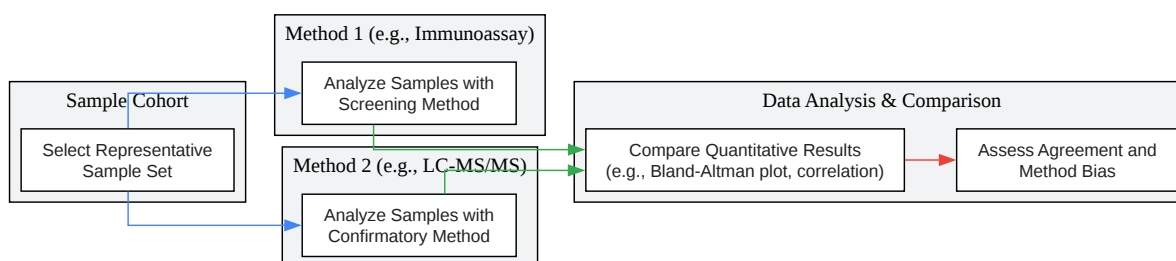 Sample Cohort
Select Representative
Sample Set
Method 1 (e.g., Immunoassay)
Analyze Samples with
Screening Method
Method 2 (e.g., LC-MS/MS)
Analyze Samples with
Confirmatory Method
Data Analysis & Comparison
Compare Quantitative Results
(e.g., Bland-Altman plot, correlation)
Assess Agreement and
Method Bias